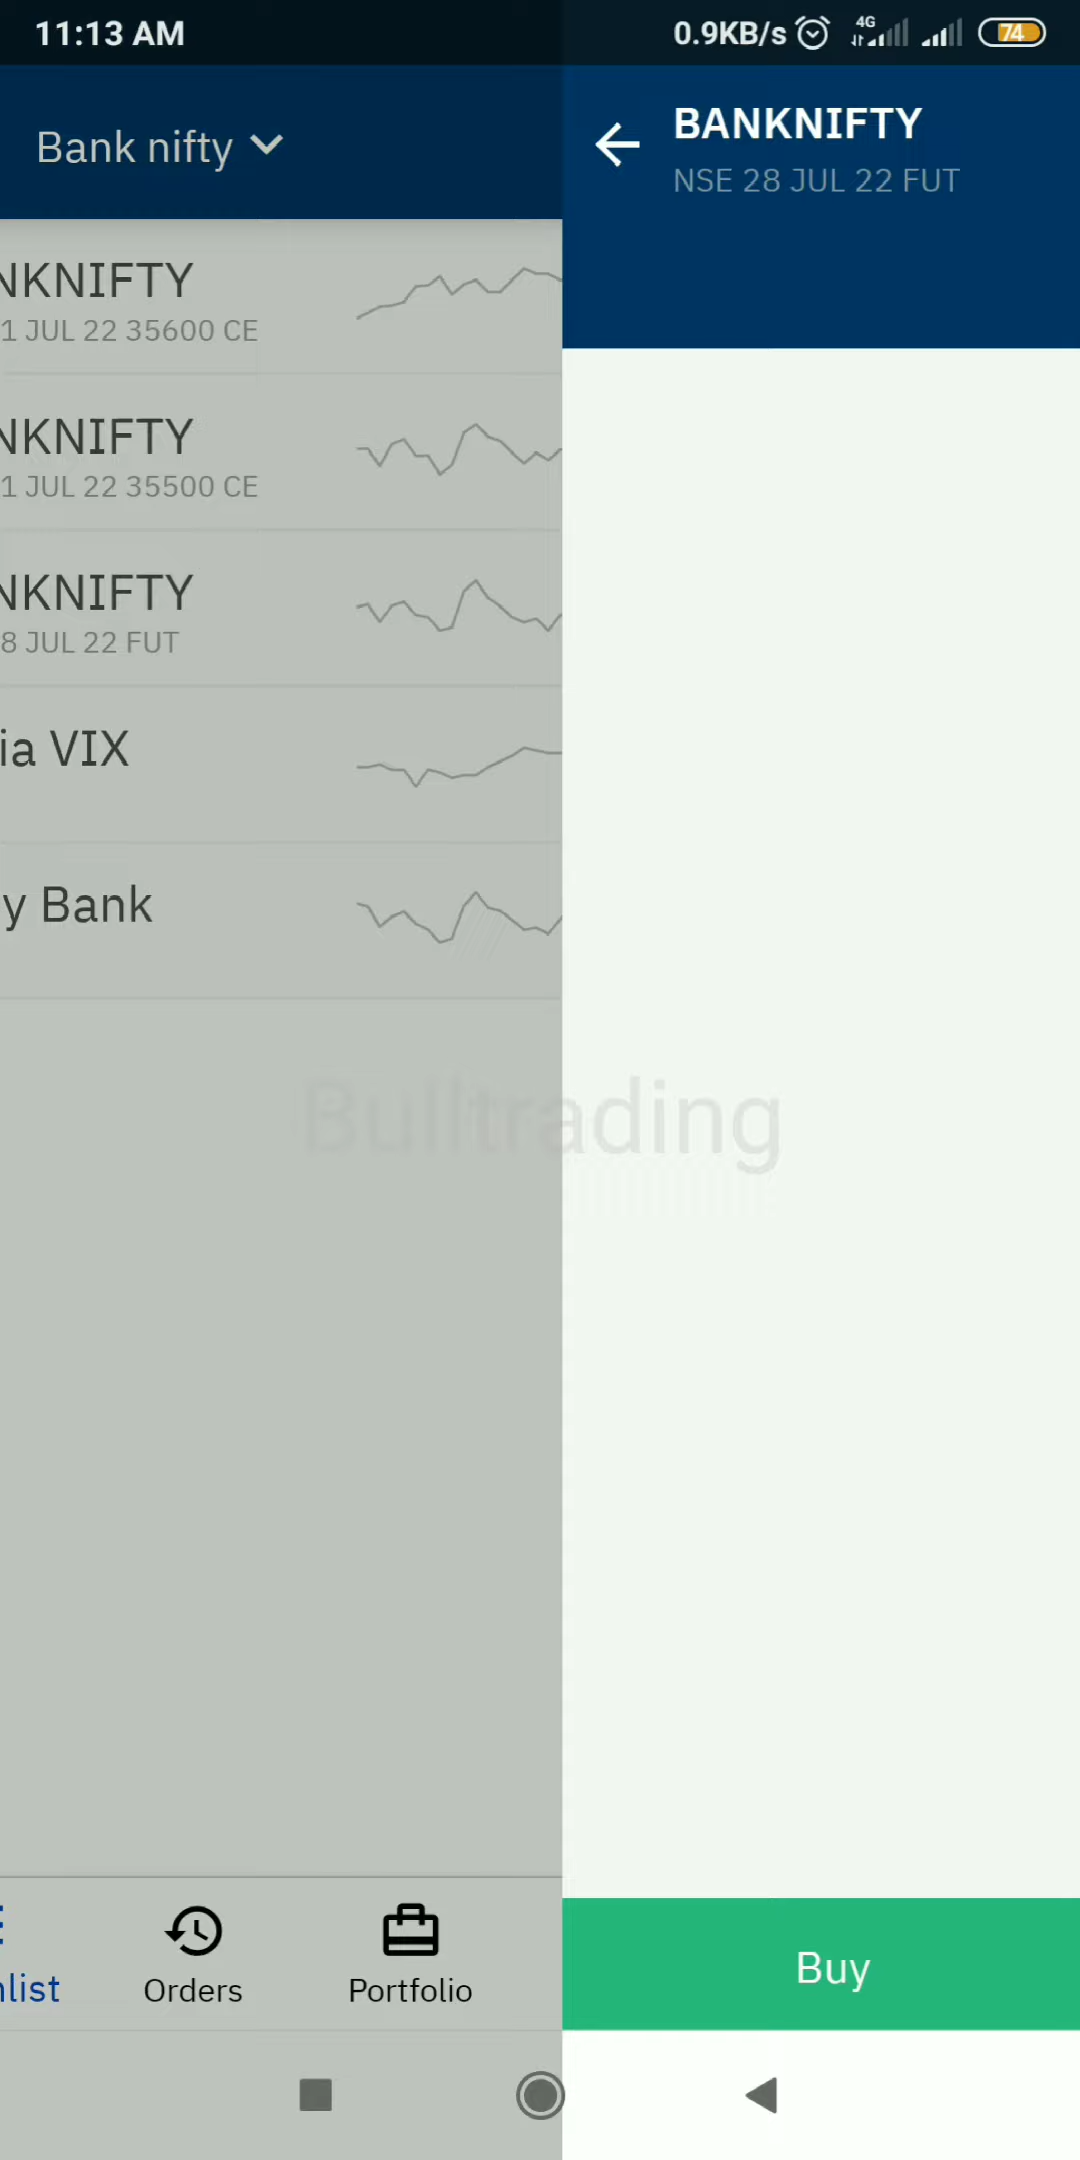 11:13 AM 0.9KB/s 4G 74
Bank nifty
NKNIFTY
1 JUL 22 35600 CE
NKNIFTY
1 JUL 22 35500 CE
NKNIFTY
8 JUL 22 FUT
ia VIX
y Bank
BANKNIFTY
NSE 28 JUL 22 FUT
Bulltrading
list
Orders
Portfolio
Buy